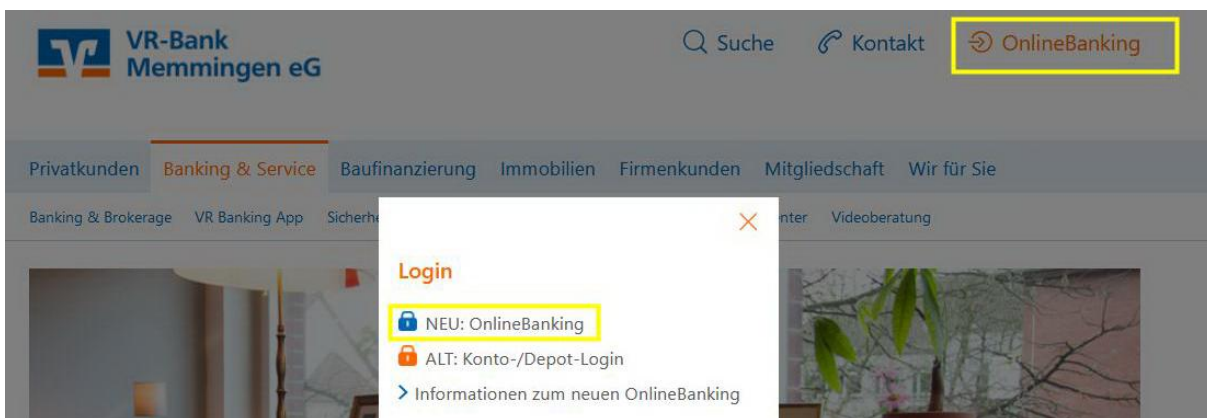 VR-Bank
Memmingen eG
Suche Kontakt OnlineBanking
Privatkunden Banking & Service Baufinanzierung Immobilien Firmenkunden Mitgliedschaft Wir für Sie
Banking & Brokerage VR Banking App Videoberatung
Login
NEU: OnlineBanking
ALT: Konto-/Depot-Login
Informationen zum neuen OnlineBanking